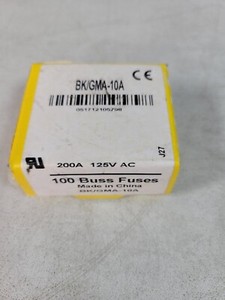 BK/GMA-10A
CE
200A 125V AC
J27
100 Buss Fuses
Made in China
BK/GMA-10A